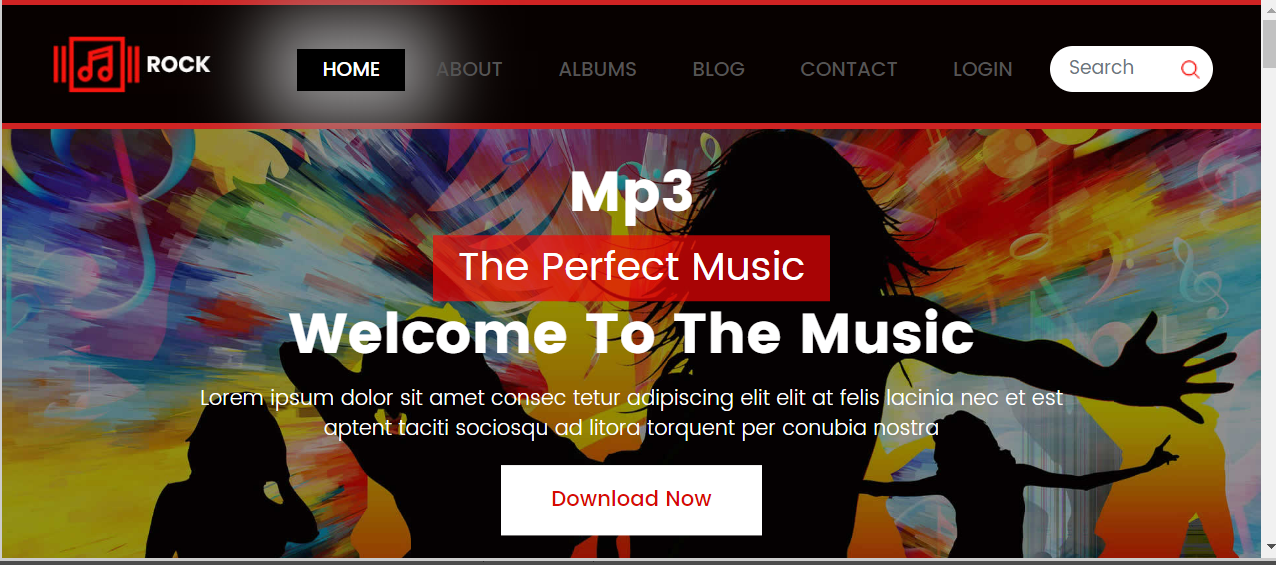 ROCK
HOME ABOUT ALBUMS BLOG CONTACT LOGIN Search
Mp3
The Perfect Music
Welcome To The Music
Lorem ipsum dolor sit amet consec tetur adipiscing elit elit at felis lacinia nec et est
aptent taciti sociosqu ad litora torquent per conubia nostra
Download Now